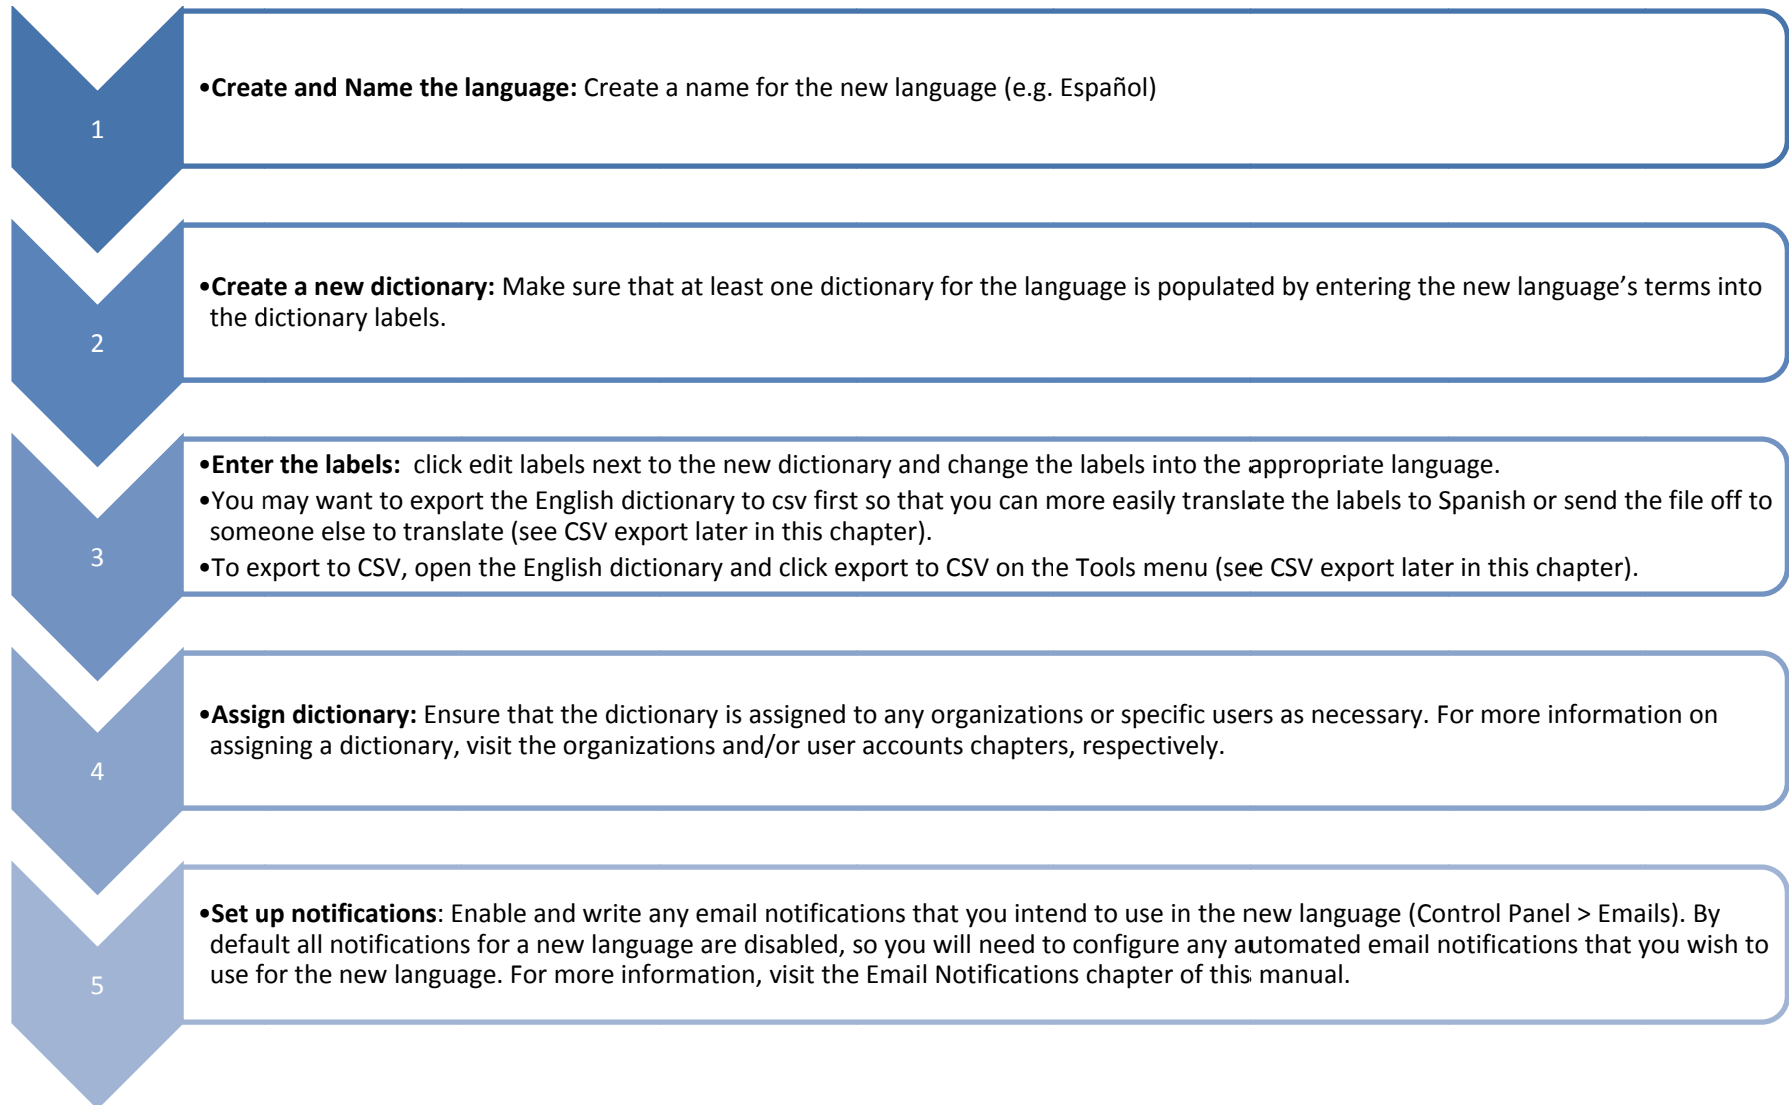 1
•Create and Name the language: Create a name for the new language (e.g. Español)
2
•Create a new dictionary: Make sure that at least one dictionary for the language is populated by entering the new language’s terms into
the dictionary labels.
3
•Enter the labels:  click edit labels next to the new dictionary and change the labels into the appropriate language.
•You may want to export the English dictionary to csv first so that you can more easily translate the labels to Spanish or send the file off to
someone else to translate (see CSV export later in this chapter).
•To export to CSV, open the English dictionary and click export to CSV on the Tools menu (see CSV export later in this chapter).
4
•Assign dictionary: Ensure that the dictionary is assigned to any organizations or specific users as necessary. For more information on
assigning a dictionary, visit the organizations and/or user accounts chapters, respectively.
5
•Set up notifications: Enable and write any email notifications that you intend to use in the new language (Control Panel > Emails). By
default all notifications for a new language are disabled, so you will need to configure any automated email notifications that you wish to
use for the new language. For more information, visit the Email Notifications chapter of this manual.